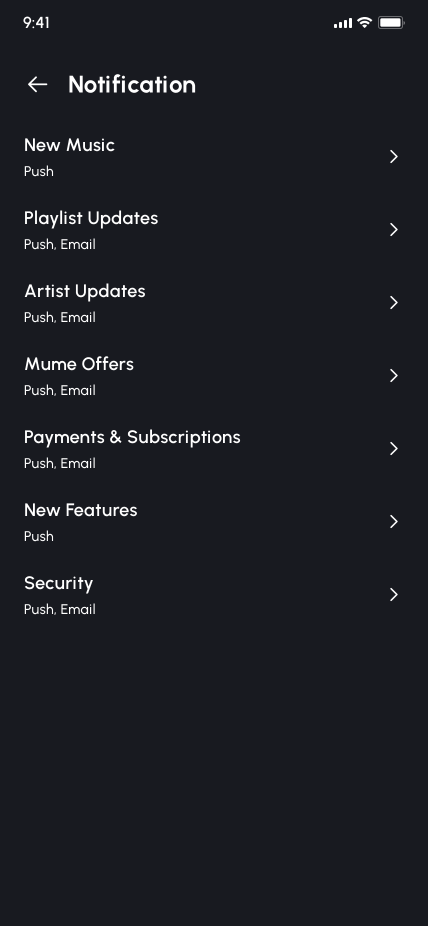 9:41
Notification
New Music
Push
Playlist Updates
Push, Email
Artist Updates
Push, Email
Mume Offers
Push, Email
Payments & Subscriptions
Push, Email
New Features
Push
Security
Push, Email